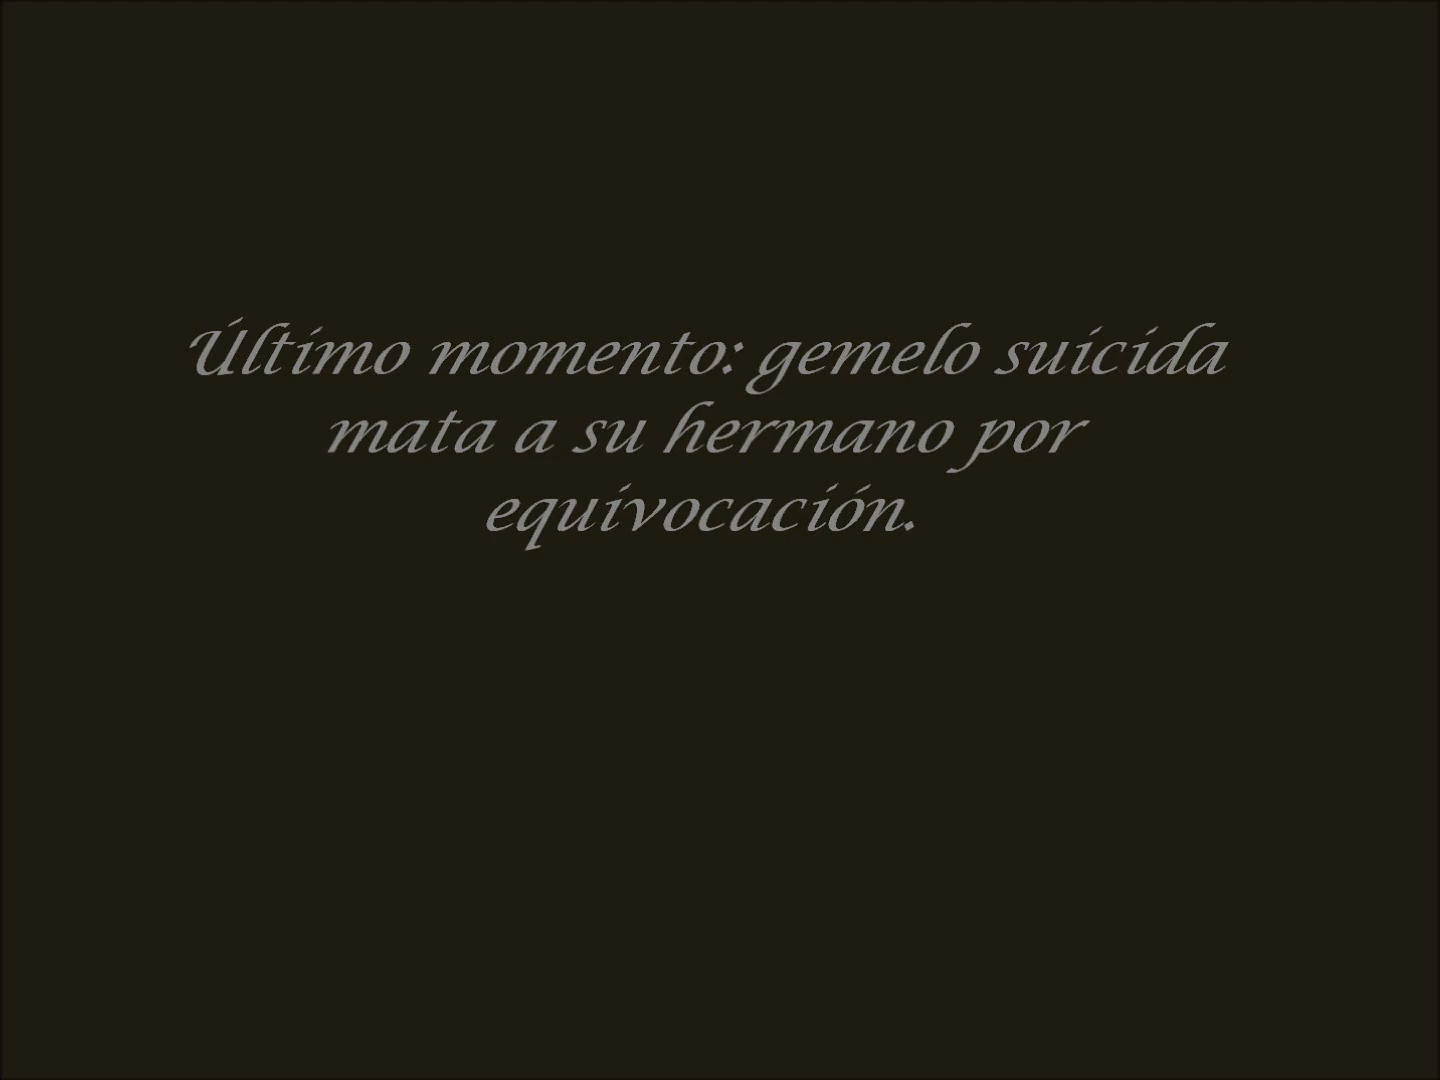 Último momento: gemelo suicida
mata a su hermano por
equivocación.